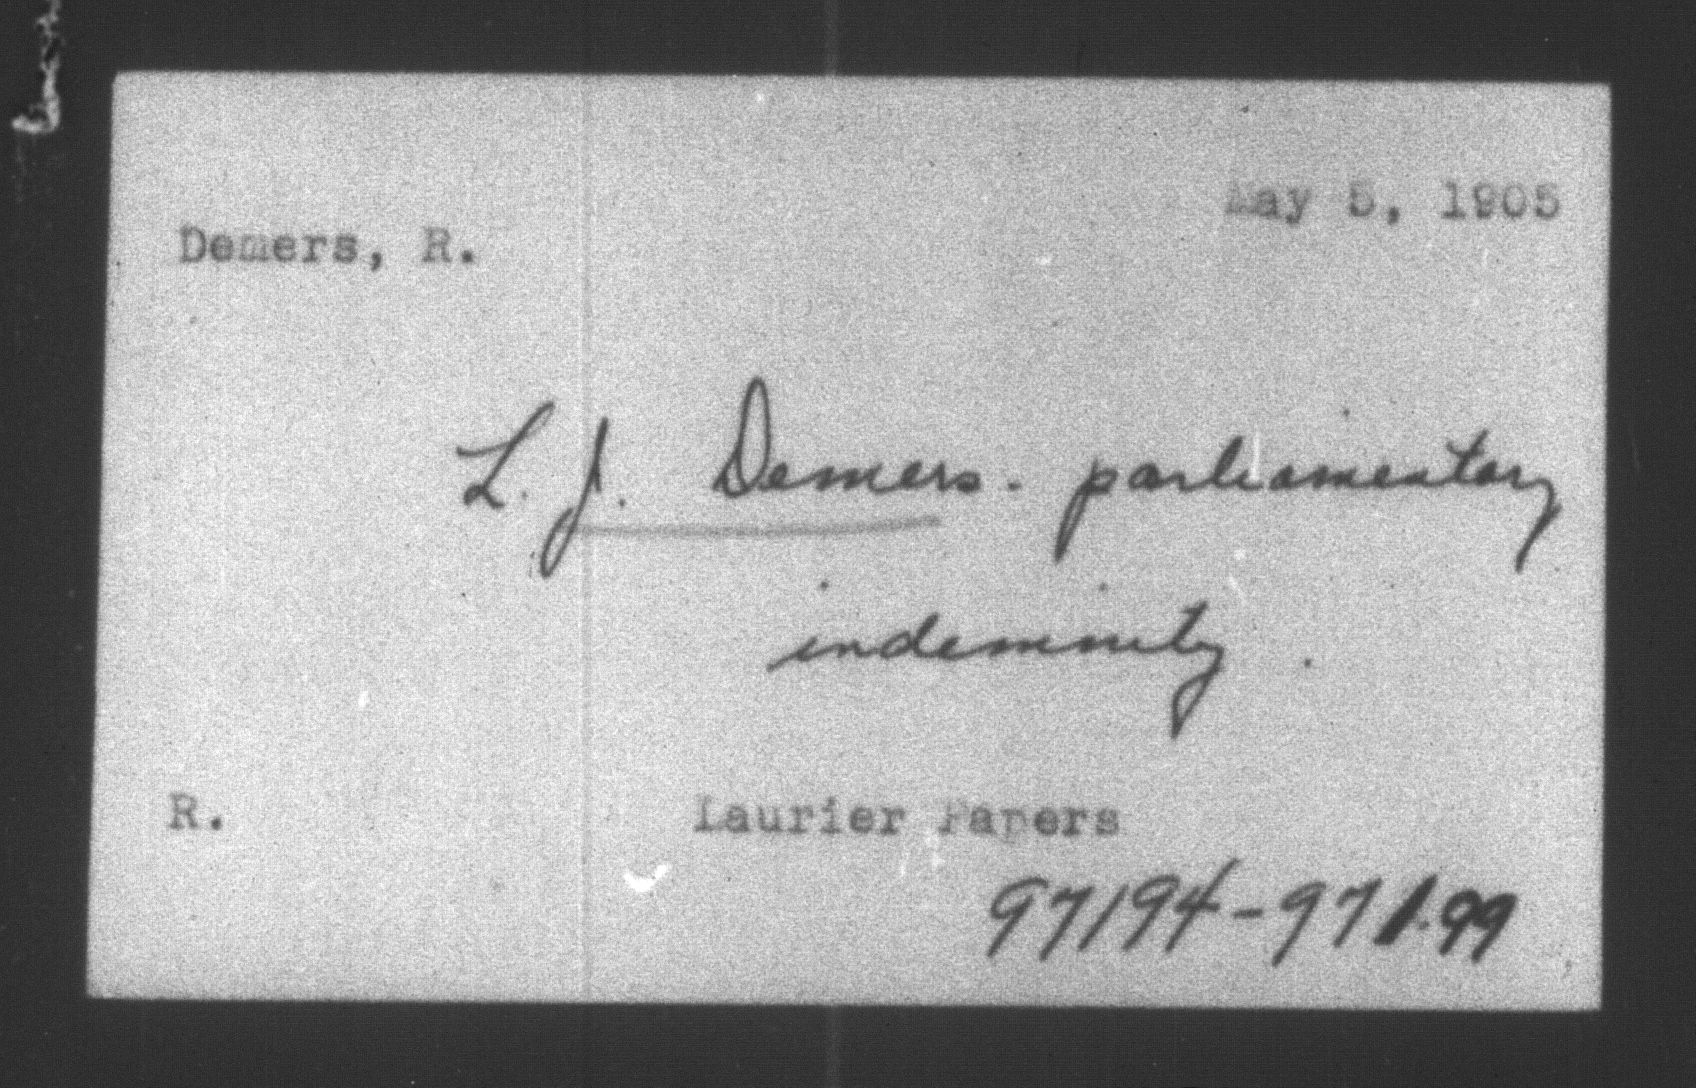 May 5, 1905
Demers, R.
L. J. Demers. parliamentary
indemnity.
R.
Laurier Papers
97194-97199